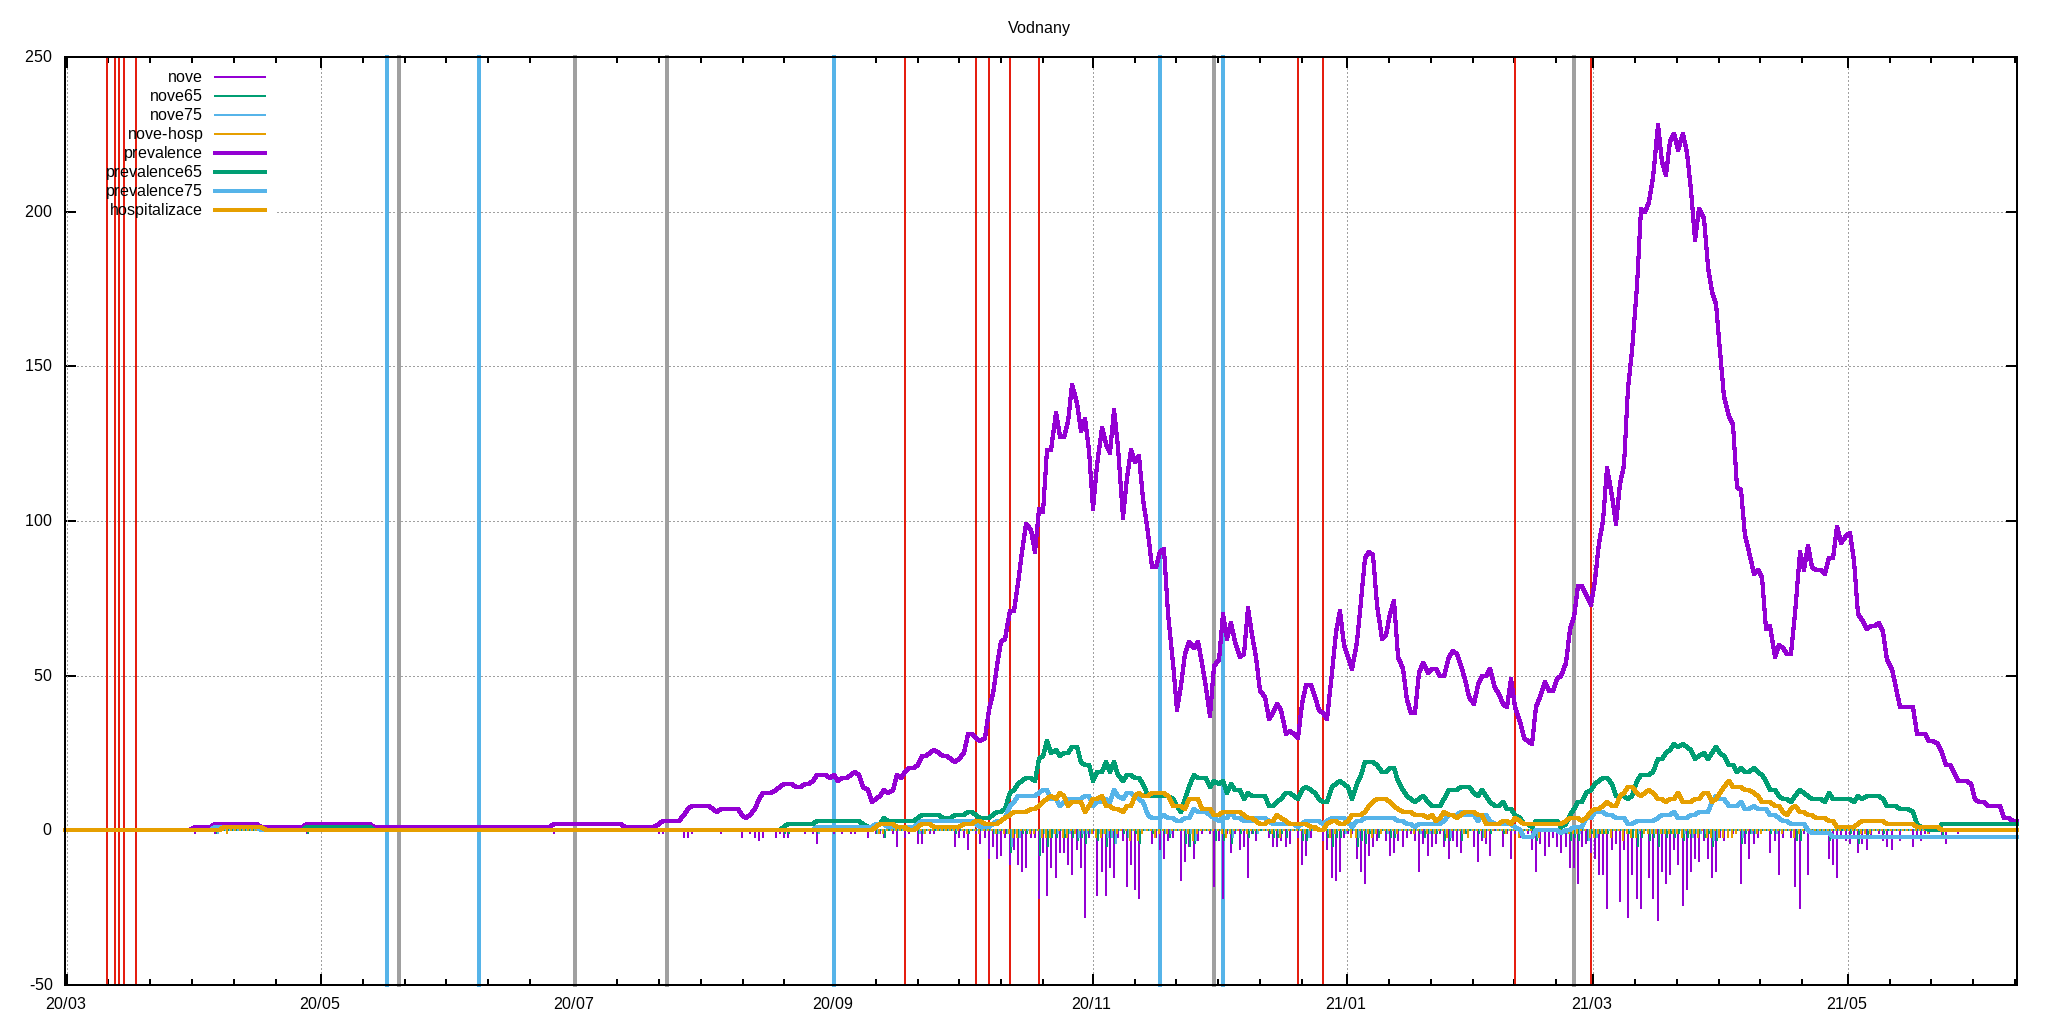 Vodnany
250
200
150
100
50
0
-50
nove
nove65
nove75
nove-hosp
prevalence
prevalence65
prevalence75
hospitalizace
20/03 20/05 20/07 20/09 20/11 21/01 21/03 21/05